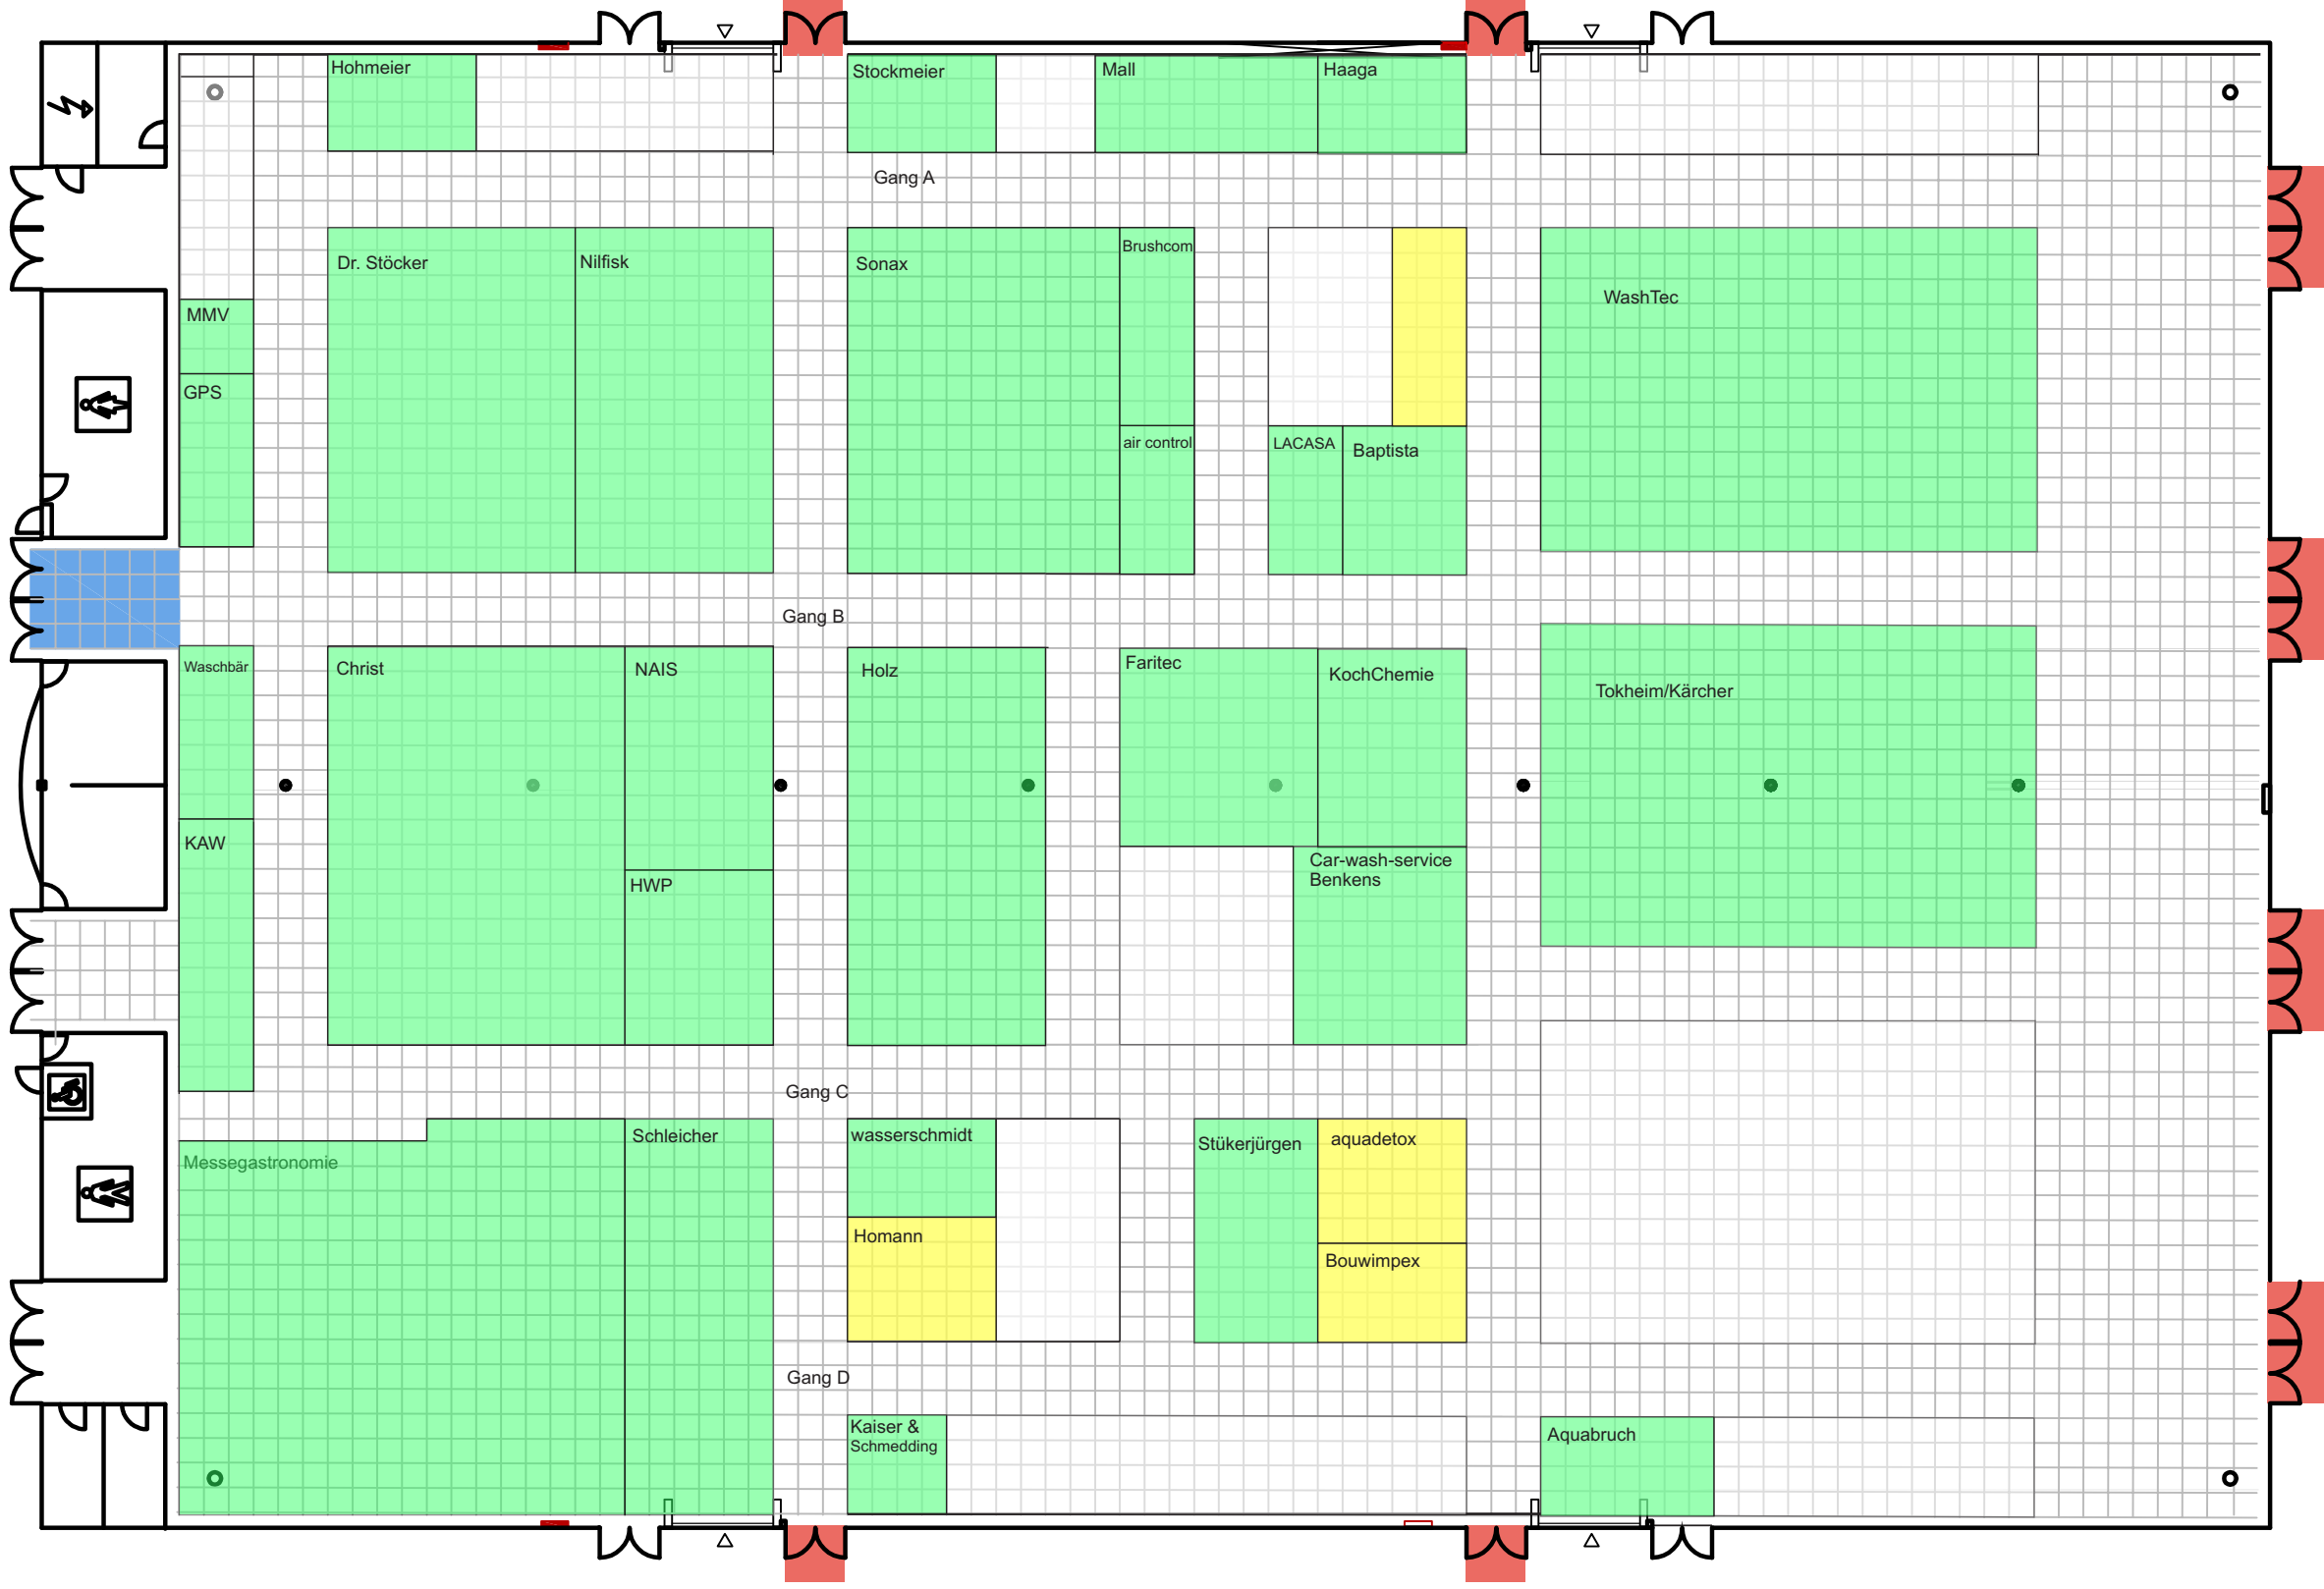 Hohmeier
Stockmeier
Mall
Haaga
Gang A
Dr. Stöcker
Nilfisk
Sonax
Brushcom
WashTec
MMV
GPS
air control
LACASA
Baptista
Gang B
Waschbär
Christ
NAIS
Holz
Faritec
KochChemie
Tokheim/Kärcher
KAW
HWP
Car-wash-service
Benkens
Gang C
Messegastronomie
Schleicher
wasserschmidt
Stükerjürgen
aquadetox
Homann
Bouwimpex
Gang D
Kaiser &
Schmedding
Aquabruch